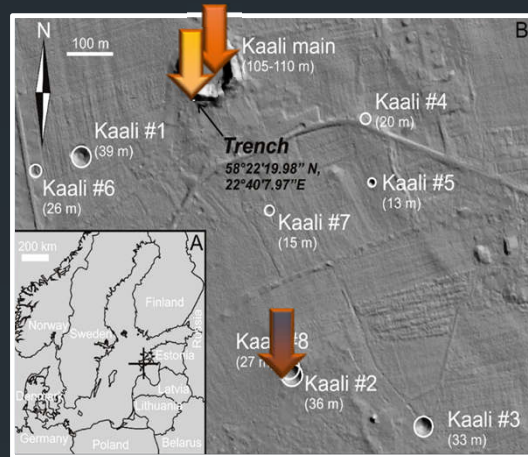 N
B
100 m
Kaali main
(105-110 m)
Kaali #4
(20 m)
Kaali #1
(39 m)
Trench
58°22'19.98" N,
22°40'7.97"E
Kaali #6
(26 m)
Kaali #5
(13 m)
Kaali #7
(15 m)
A
200 km
Finland
Norway
Sweden
Russia
Estonia
Latvia
Lithuania
Germany
Poland
Belarus
(27 m)
Kaali #2
(36 m)
Kaali #3
(33 m)